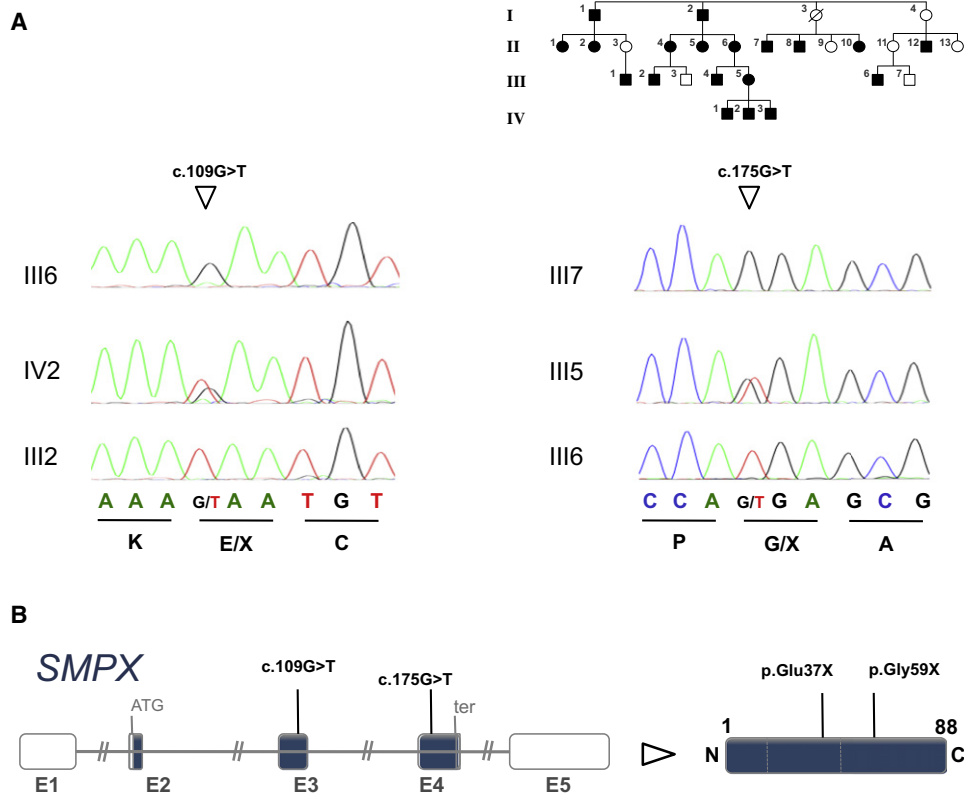 A
I 1 2 3 4
II 1 2 3 4 5 6 7 8 9 10 11 12 13
III 1 2 3 4 5 6 7
IV 1 2 3
c.109G>T
c.175G>T
III6
III7
IV2
III5
III2
III6
A A A G/T A A T G T
C C A G/T G A G C G
K E/X C
P G/X A
B
SMPX
c.109G>T
c.175G>T
ATG
ter
E1 E2 E3 E4 E5
p.Glu37X p.Gly59X
1 88
N C